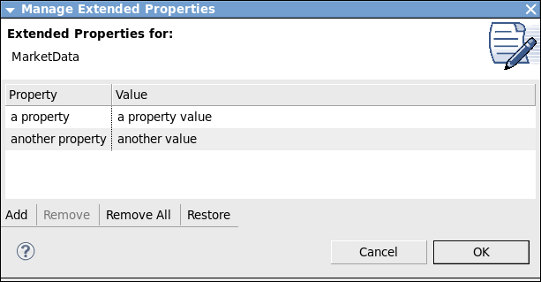 Manage Extended Properties
Extended Properties for:
MarketData
Property Value
a property a property value
another property another value
Add Remove Remove All Restore
? Cancel OK